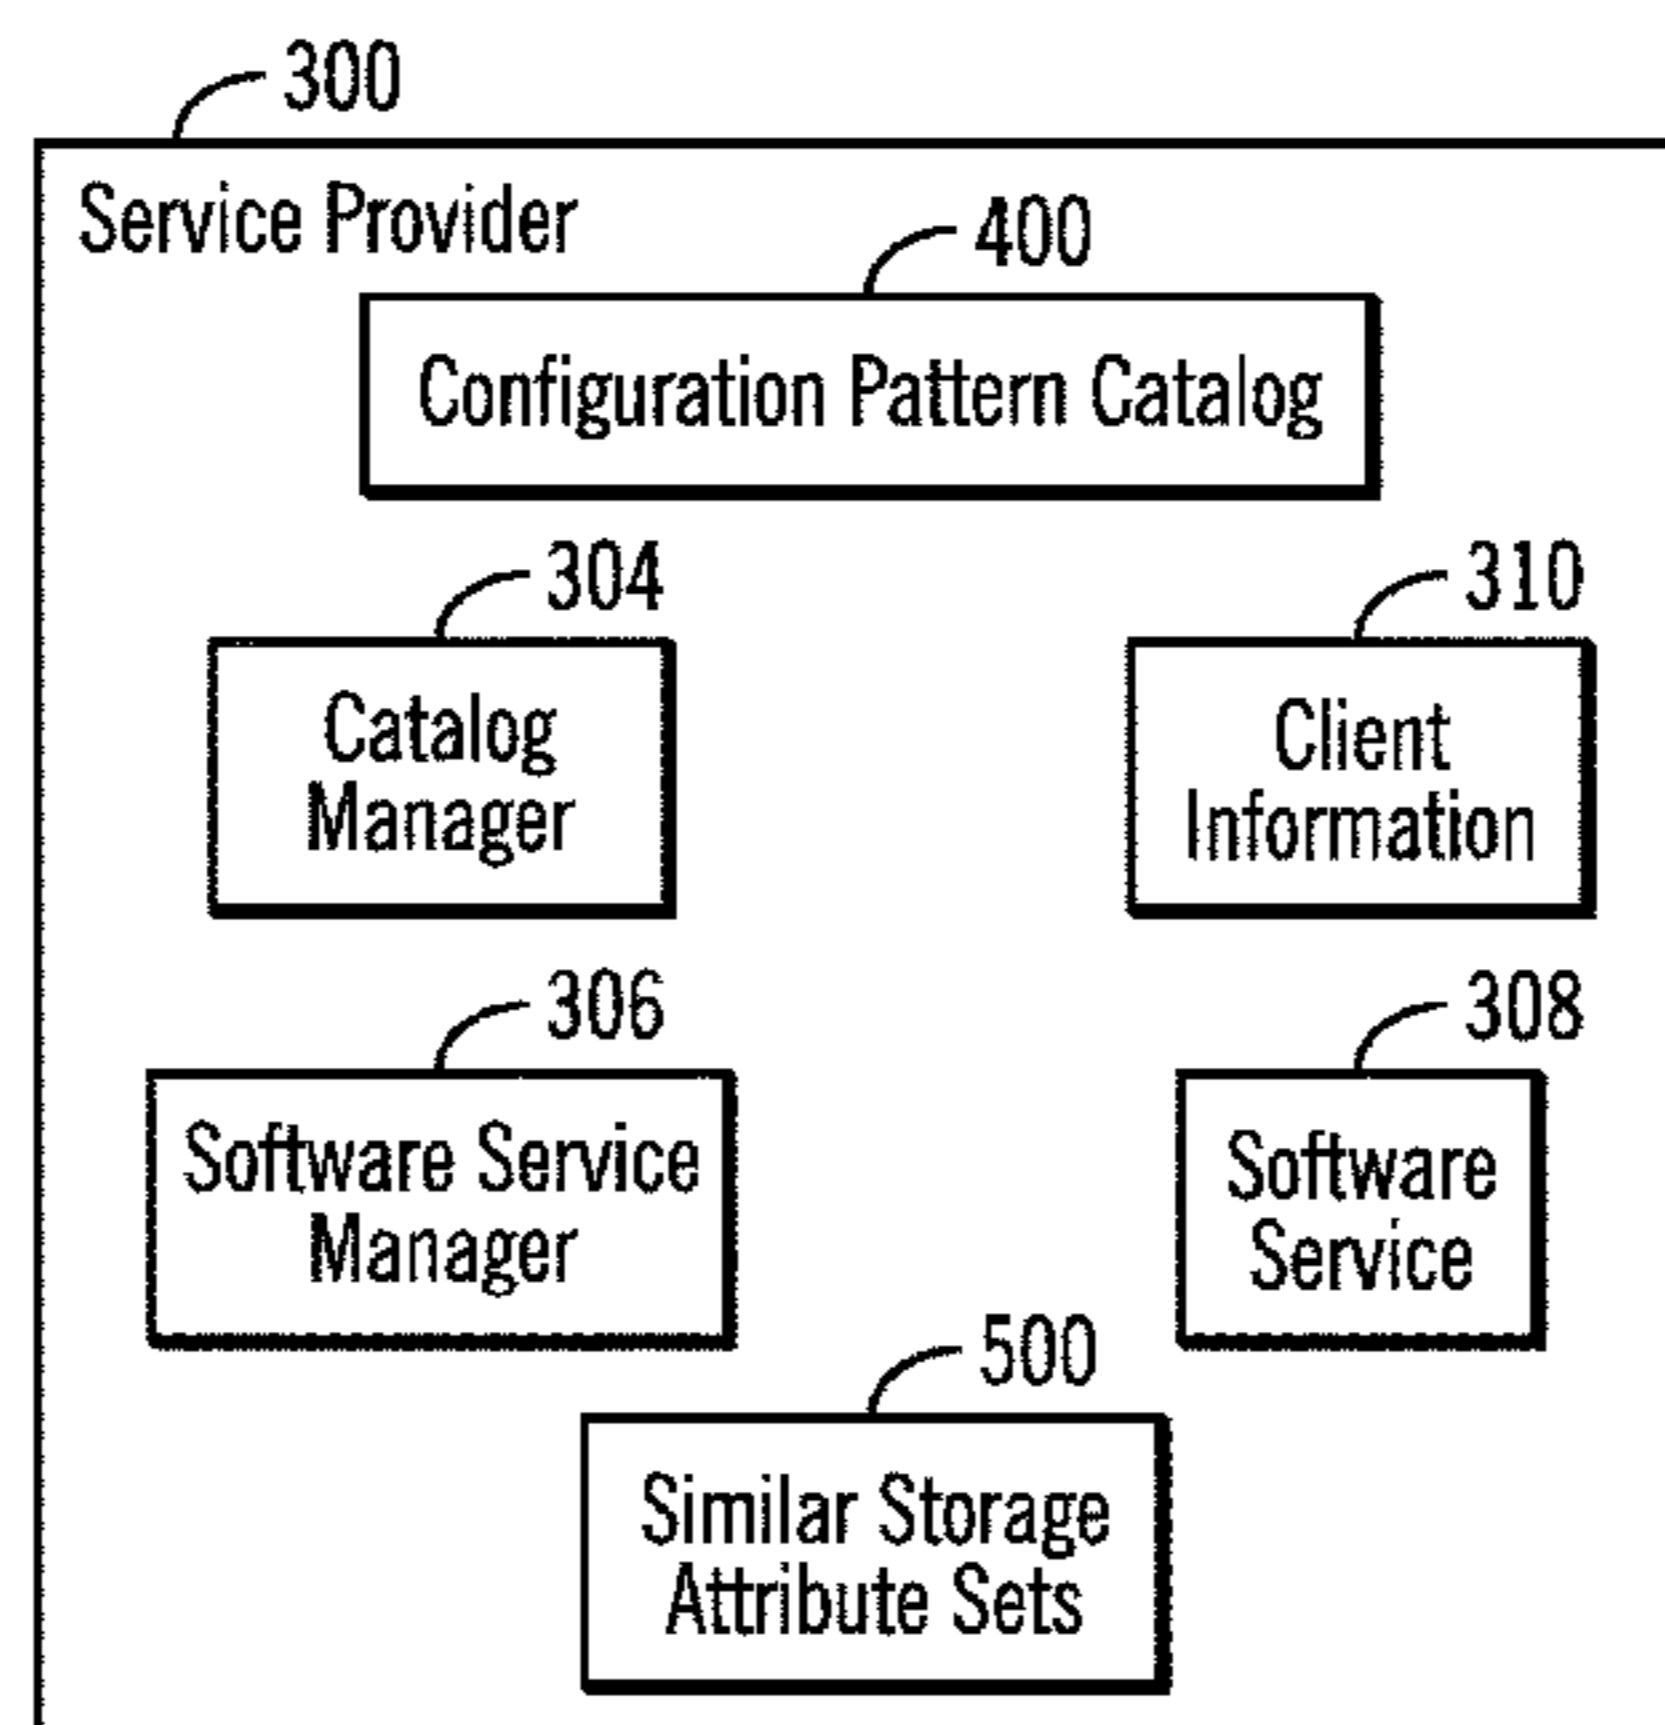 300
Service Provider
400
Configuration Pattern Catalog
304
310
Catalog
Manager
Client
Information
306
308
Software Service
Manager
Software
Service
500
Similar Storage
Attribute Sets